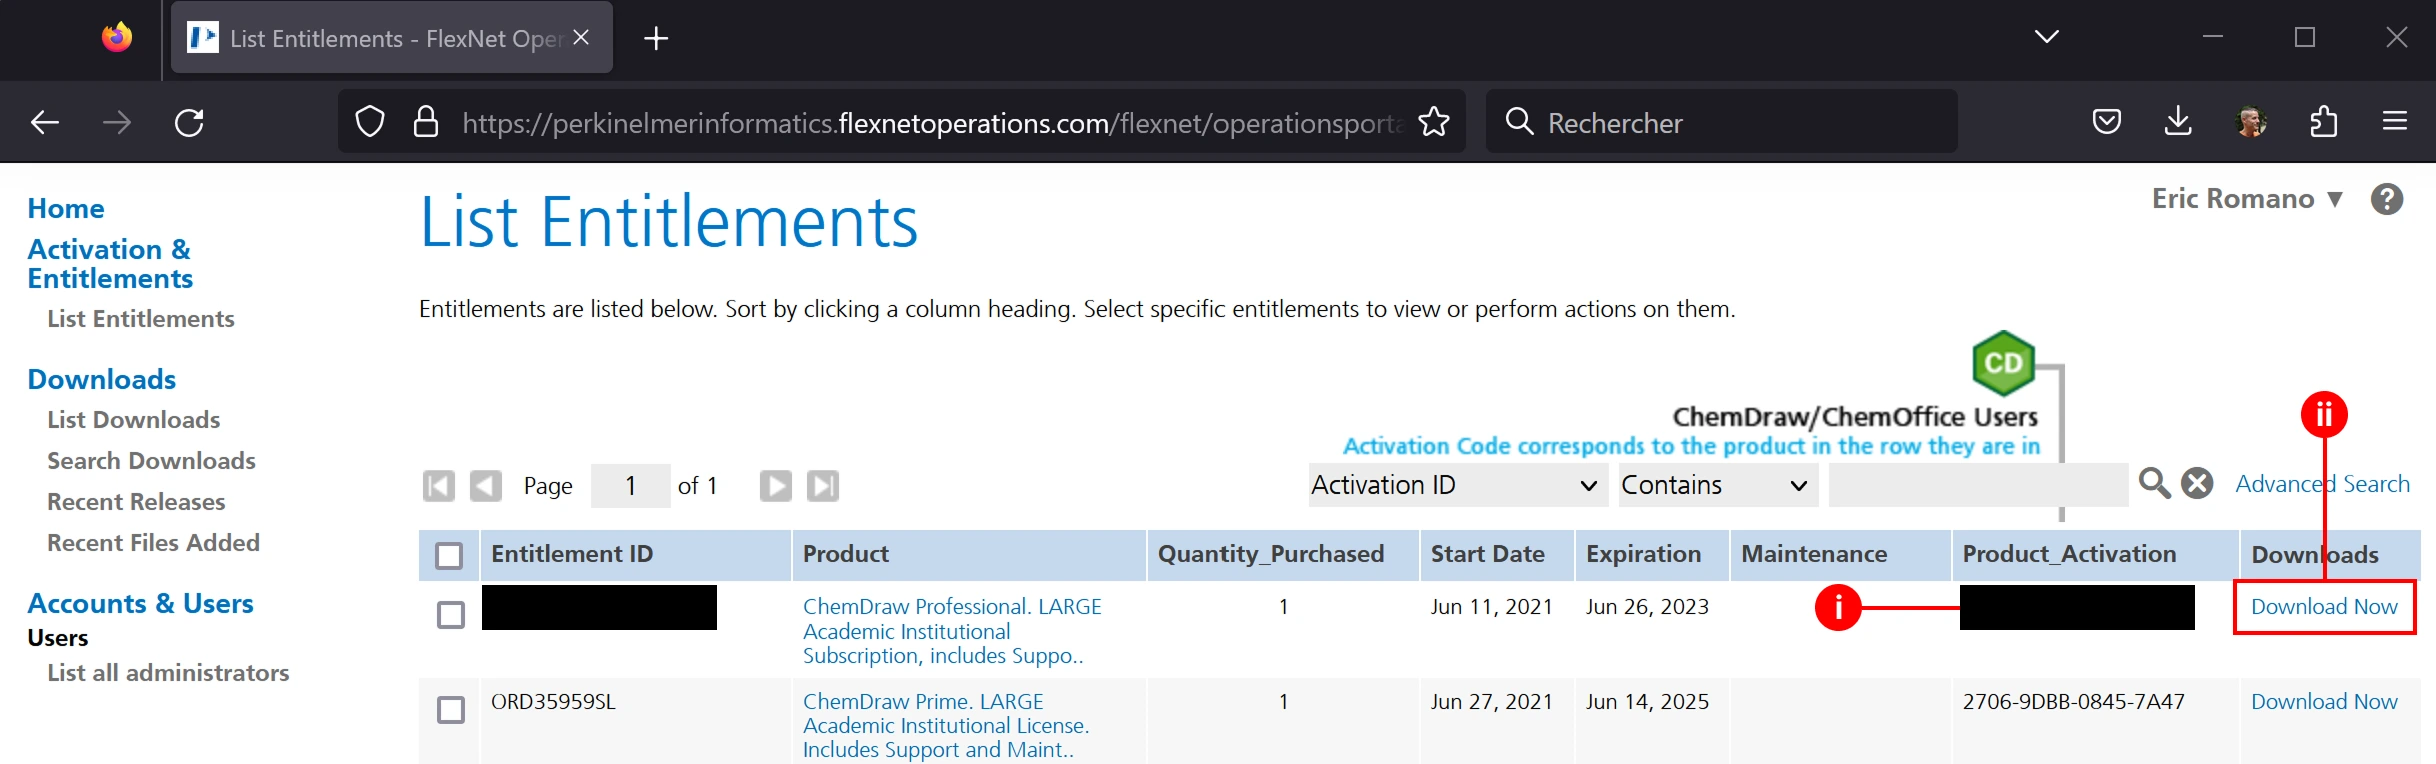 List Entitlements - FlexNet Oper
https://perkinelmerinformatics.flexnetoperations.com/flexnet/operationsporta
Rechercher
Home
Activation &
Entitlements
List Entitlements
Downloads
List Downloads
Search Downloads
Recent Releases
Recent Files Added
Accounts & Users
Users
List all administrators
List Entitlements
Eric Romano ▼ ?
Entitlements are listed below. Sort by clicking a column heading. Select specific entitlements to view or perform actions on them.
CD
ChemDraw/ChemOffice Users
Activation Code corresponds to the product in the row they are in
ii
Page 1 of 1
Activation ID Contains Advanced Search
Entitlement ID Product Quantity_Purchased Start Date Expiration Maintenance Product_Activation Downloads
ChemDraw Professional. LARGE 1 Jun 11, 2021 Jun 26, 2023 i Download Now
Academic Institutional
Subscription, includes Suppo..
ORD35959SL ChemDraw Prime. LARGE 1 Jun 27, 2021 Jun 14, 2025 2706-9DBB-0845-7A47 Download Now
Academic Institutional License.
Includes Support and Maint..